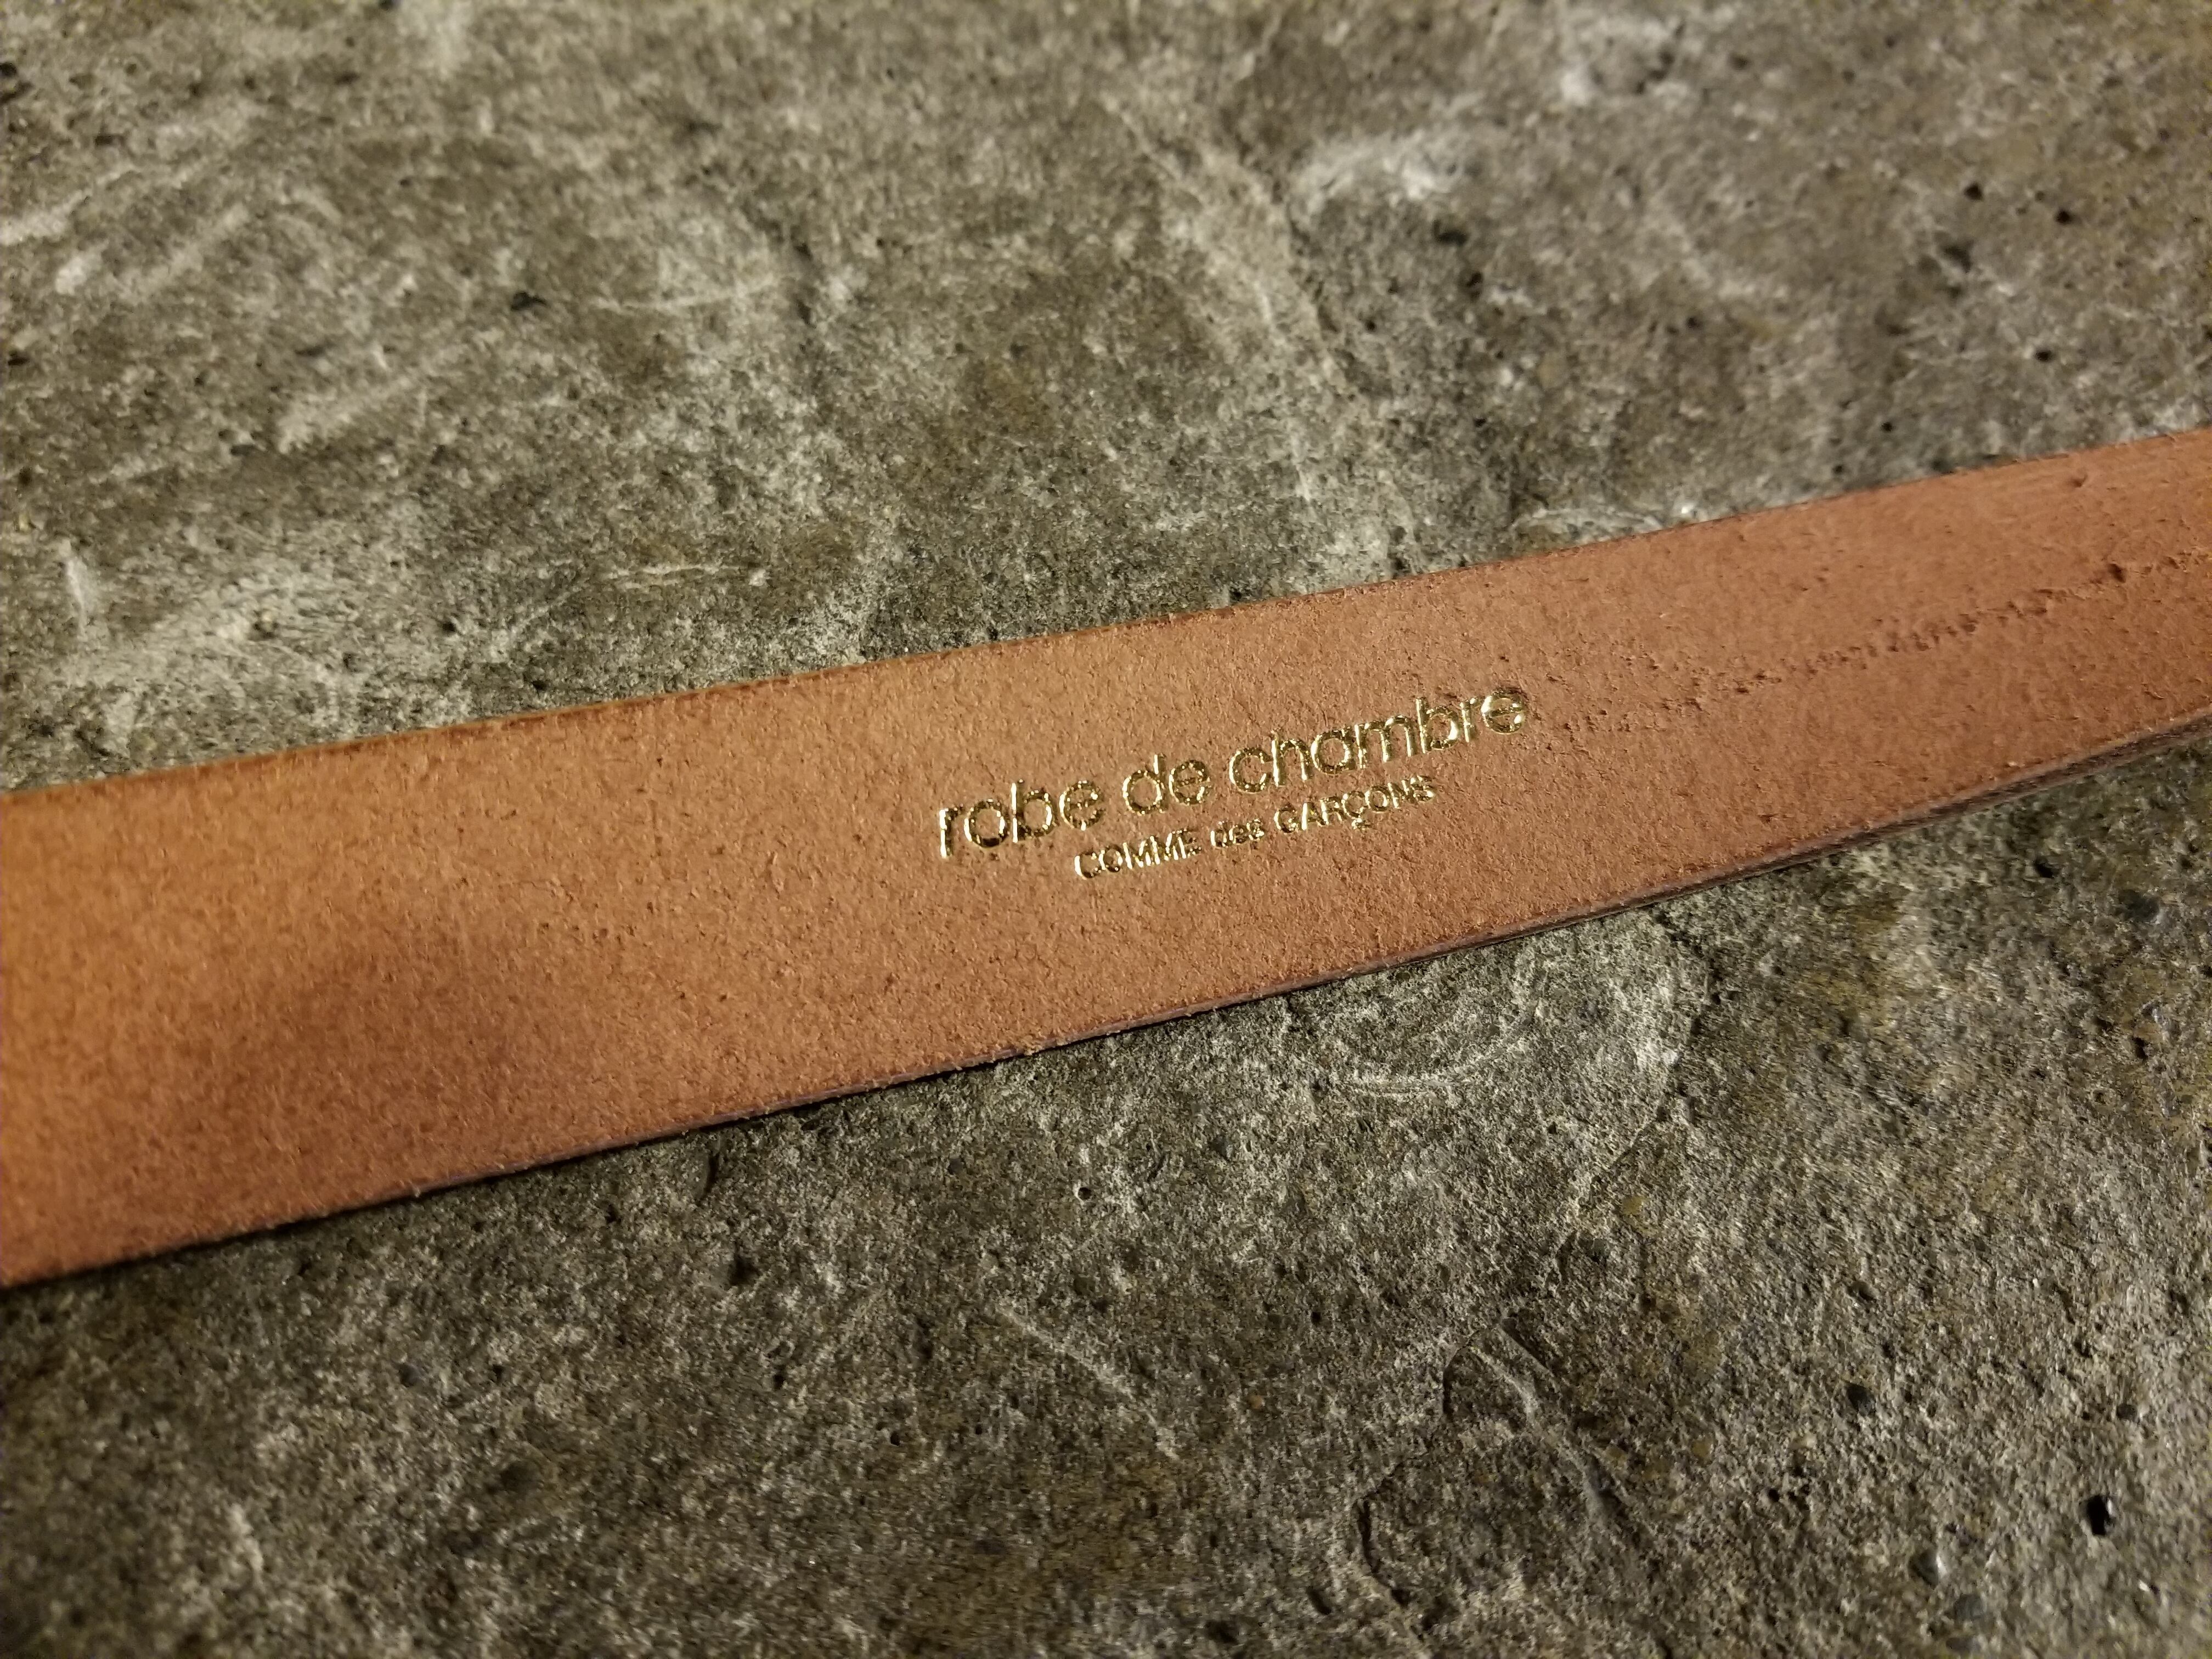 robe de chambre
COMME des GARÇONS